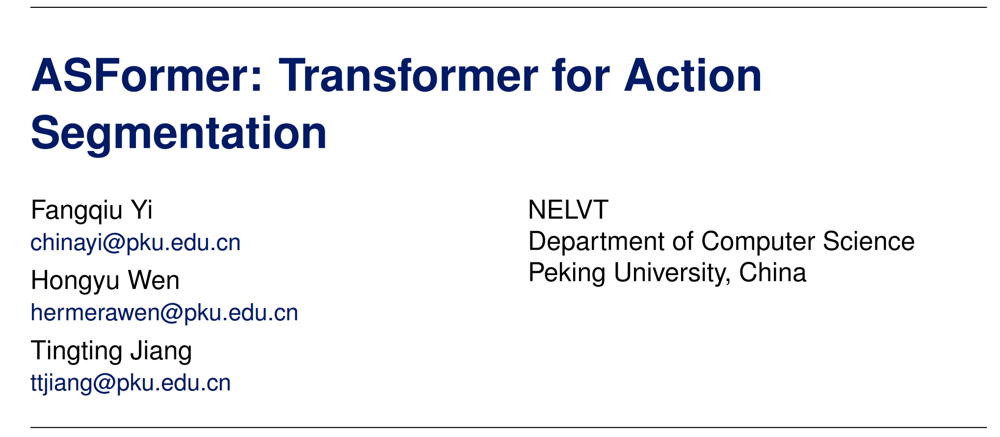 ASFormer: Transformer for Action
Segmentation
Fangqiu Yi
chinayi@pku.edu.cn
Hongyu Wen
hermerawen@pku.edu.cn
Tingting Jiang
ttjiang@pku.edu.cn
NELVT
Department of Computer Science
Peking University, China